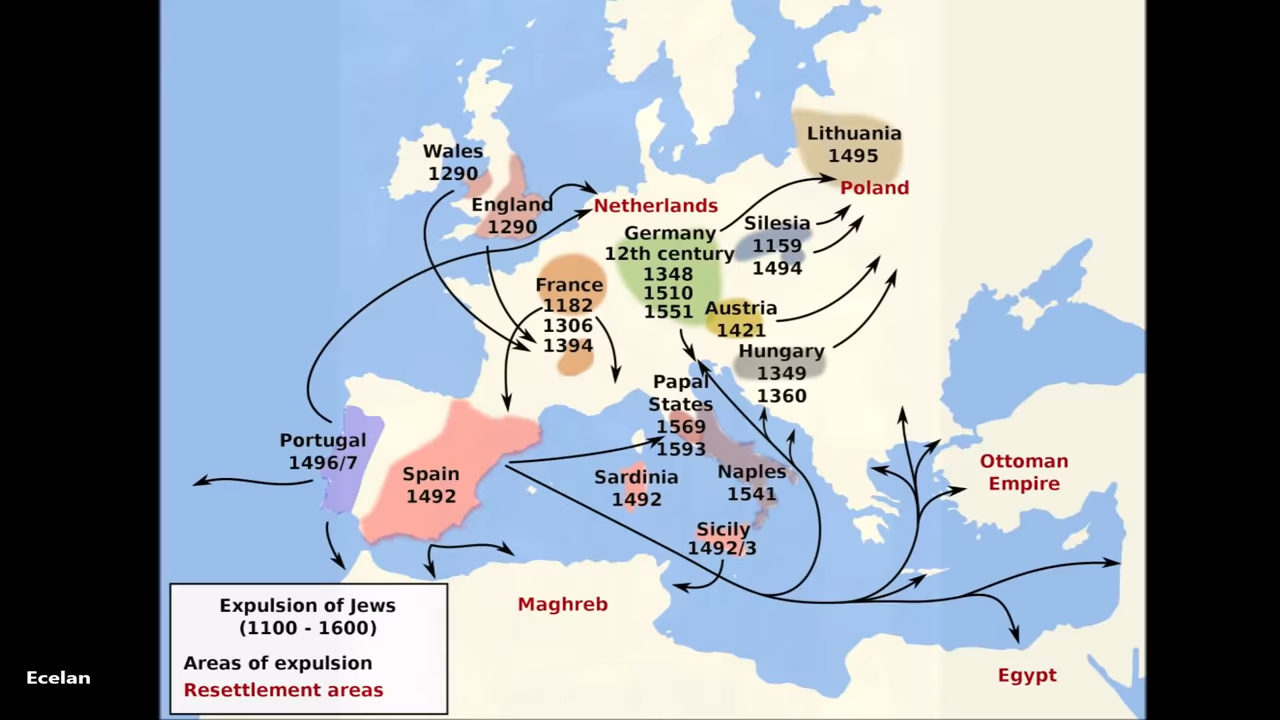 Lithuania
1495
Wales
1290
Poland
England
1290
Netherlands
Silesia
1159
1494
Germany
12th century
1348
1510
1551
France
1182
1306
1394
Austria
1421
Hungary
1349
1360
Papal
States
1569
1593
Portugal
1496/7
Spain
1492
Sardinia
1492
Naples
1541
Ottoman
Empire
Sicily
1492/3
Maghreb
Egypt
Expulsion of Jews
(1100 - 1600)
Areas of expulsion
Resettlement areas
Ecelan